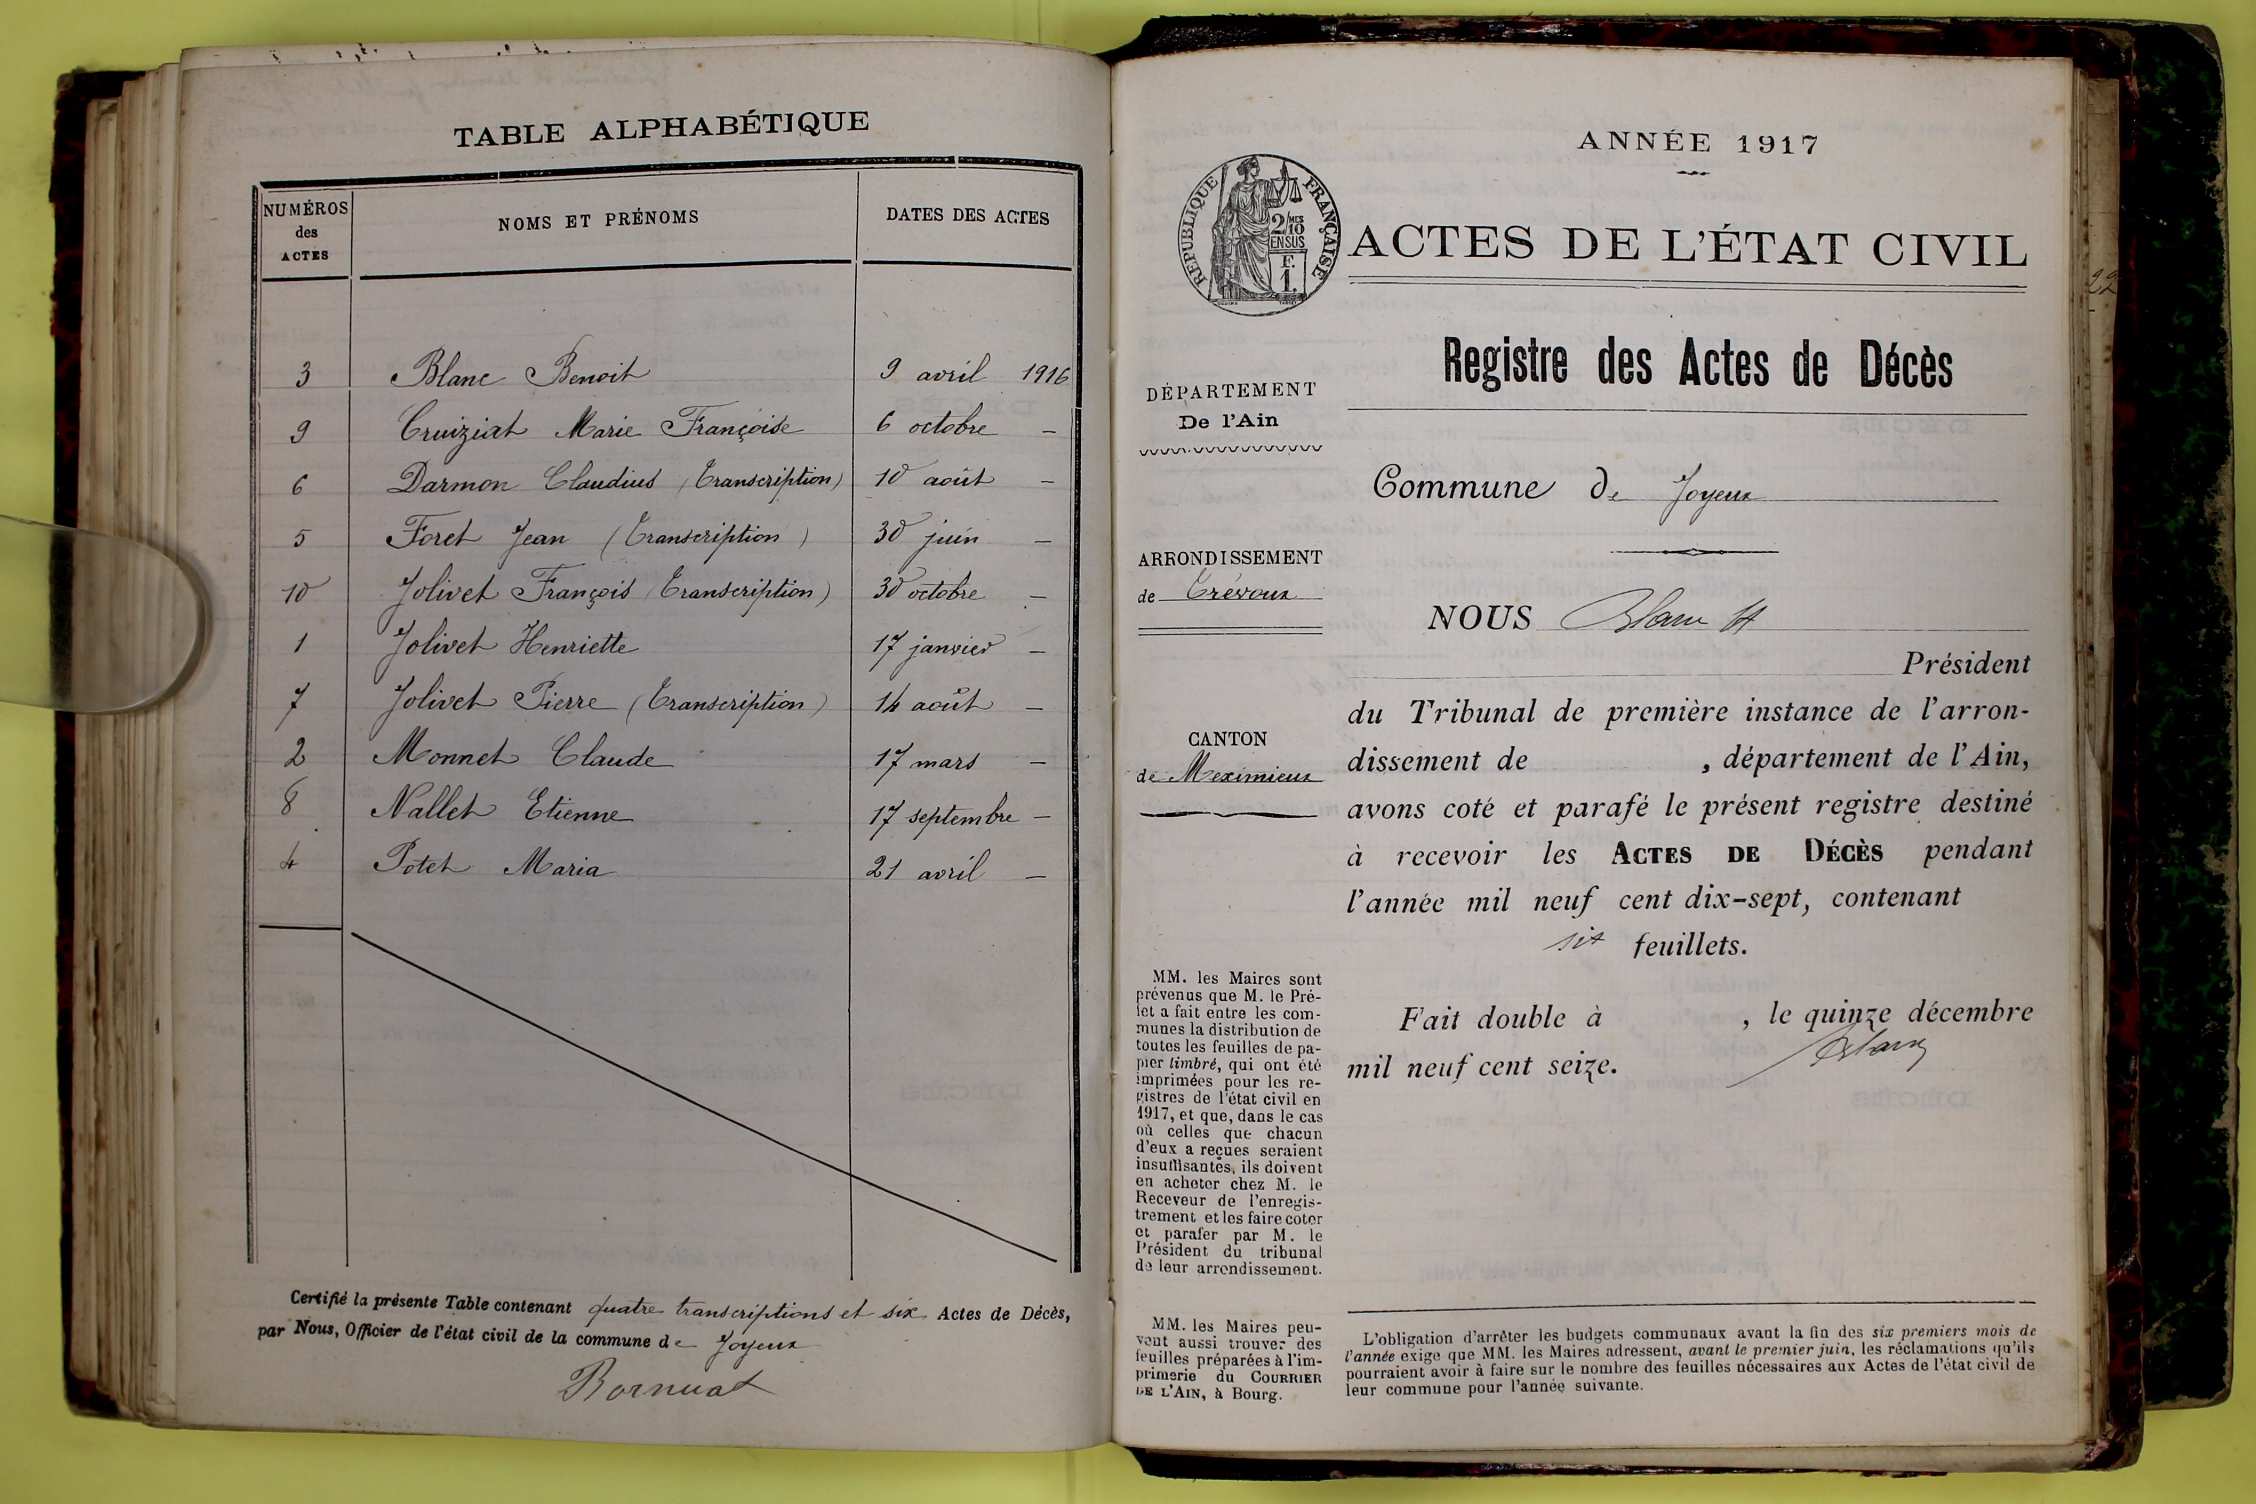 TABLE ALPHABÉTIQUE
NUMÉROS des ACTES
NOMS ET PRÉNOMS
DATES DES ACTES
3 Blanc Benoit 9 avril 1916
9 Cruiziat Marie Françoise 6 octobre —
6 Darmon Claudius (Transcription) 10 août —
5 Foret Jean (Transcription) 30 juin —
10 Jolivet François (Transcription) 30 octobre —
1 Jolivet Henriette 17 janvier —
7 Jolivet Pierre (Transcription) 14 août —
2 Monnet Claude 17 mars —
8 Nallet Etienne 17 septembre —
4 Potet Maria 21 avril —
Certifié la présente Table contenant quatre transcriptions et six Actes de Décès,
par Nous, Officier de l'état civil de la commune de Joyeux
Bornuat
ANNÉE 1917
RÉPUBLIQUE FRANÇAISE
2/10 MES
EN SUS
F.
1.
ACTES DE L'ÉTAT CIVIL
Registre des Actes de Décès
DÉPARTEMENT
De l'Ain
Commune de Joyeux
ARRONDISSEMENT
de Trévoux
CANTON
de Meximieux
NOUS Blanc
Président
du Tribunal de première instance de l'arron-
dissement de , département de l'Ain,
avons coté et parafé le présent registre destiné
à recevoir les ACTES DE DÉCÈS pendant
l'année mil neuf cent dix-sept, contenant
six feuillets.
Fait double à , le quinze décembre
mil neuf cent seize.
Blanc
MM. les Maires sont
prévenus que M. le Pré-
fet a fait entre les com-
munes la distribution de
toutes les feuilles de pa-
pier timbré, qui ont été
imprimées pour les re-
gistres de l'état civil en
1917, et que, dans le cas
où celles que chacun
d'eux a reçues seraient
insuffisantes, ils doivent
en acheter chez M. le
Receveur de l'enregis-
trement et les faire coter
et parafer par M. le
Président du tribunal
de leur arrondissement.
MM. les Maires peu-
vent aussi trouver des
feuilles préparées à l'im-
primerie du COURRIER
DE L'AIN, à Bourg.
L'obligation d'arrêter les budgets communaux avant la fin des six premiers mois de
l'année exige que MM. les Maires adressent, avant le premier juin, les réclamations qu'ils
pourraient avoir à faire sur le nombre des feuilles nécessaires aux Actes de l'état civil de
leur commune pour l'année suivante.